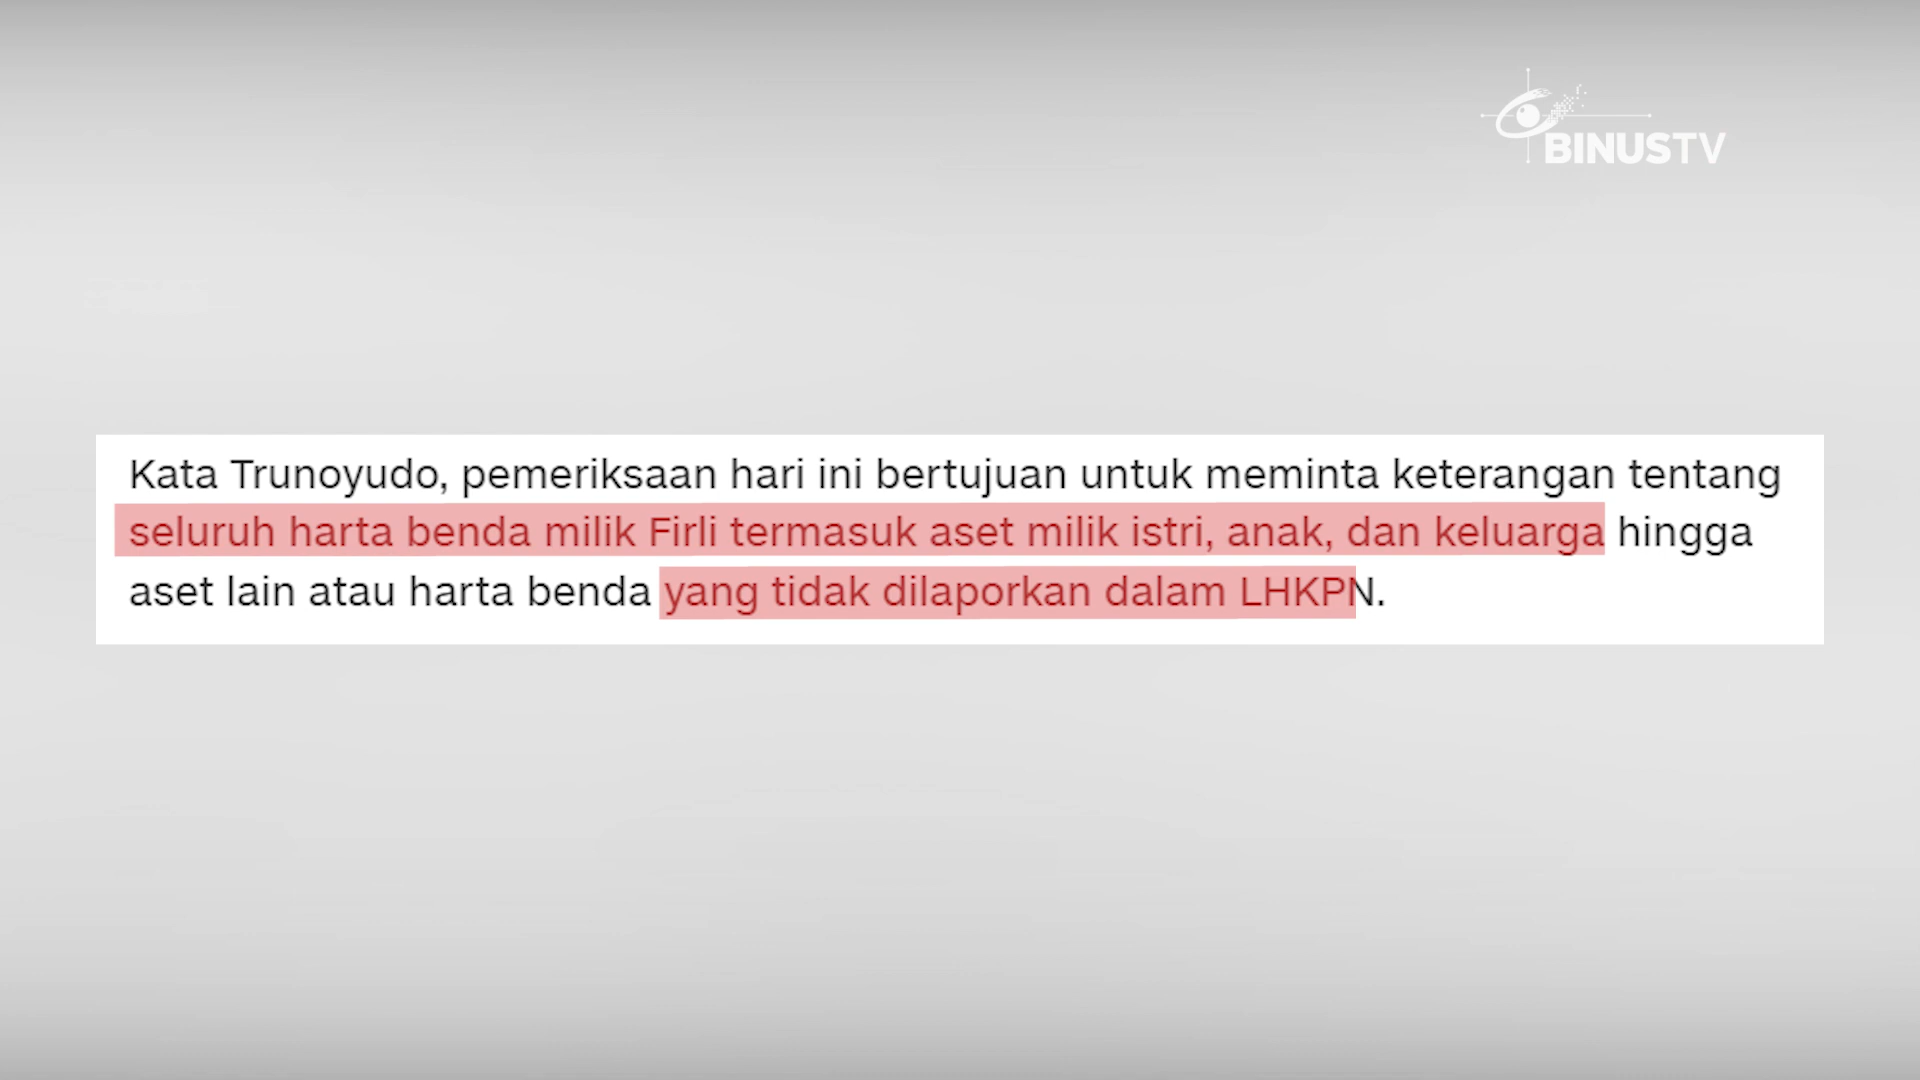 BINUSTV
Kata Trunoyudo, pemeriksaan hari ini bertujuan untuk meminta keterangan tentang
seluruh harta benda milik Firli termasuk aset milik istri, anak, dan keluarga hingga
aset lain atau harta benda yang tidak dilaporkan dalam LHKPN.